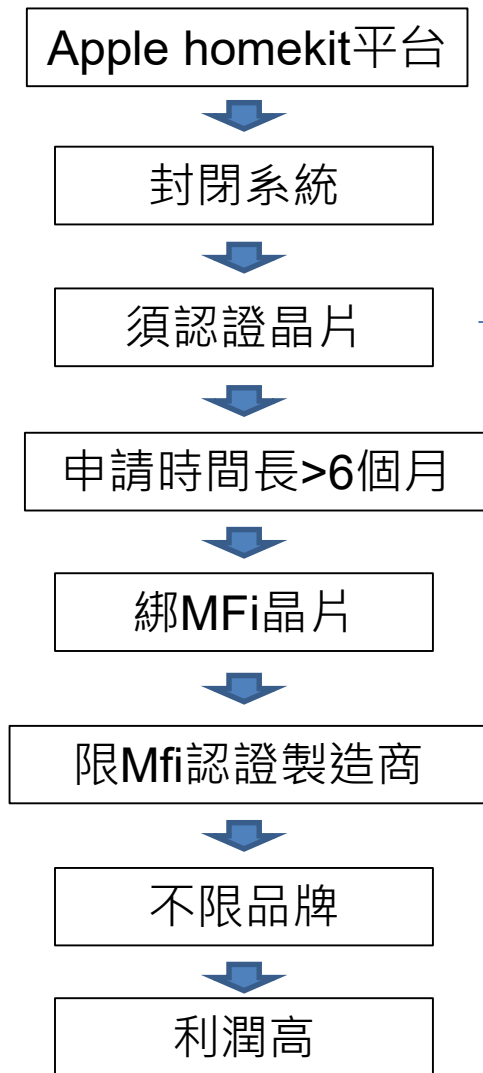 Apple homekit平台
封閉系統
須認證晶片
申請時間長>6個月
綁MFi晶片
限Mfi認證製造商
不限品牌
利潤高